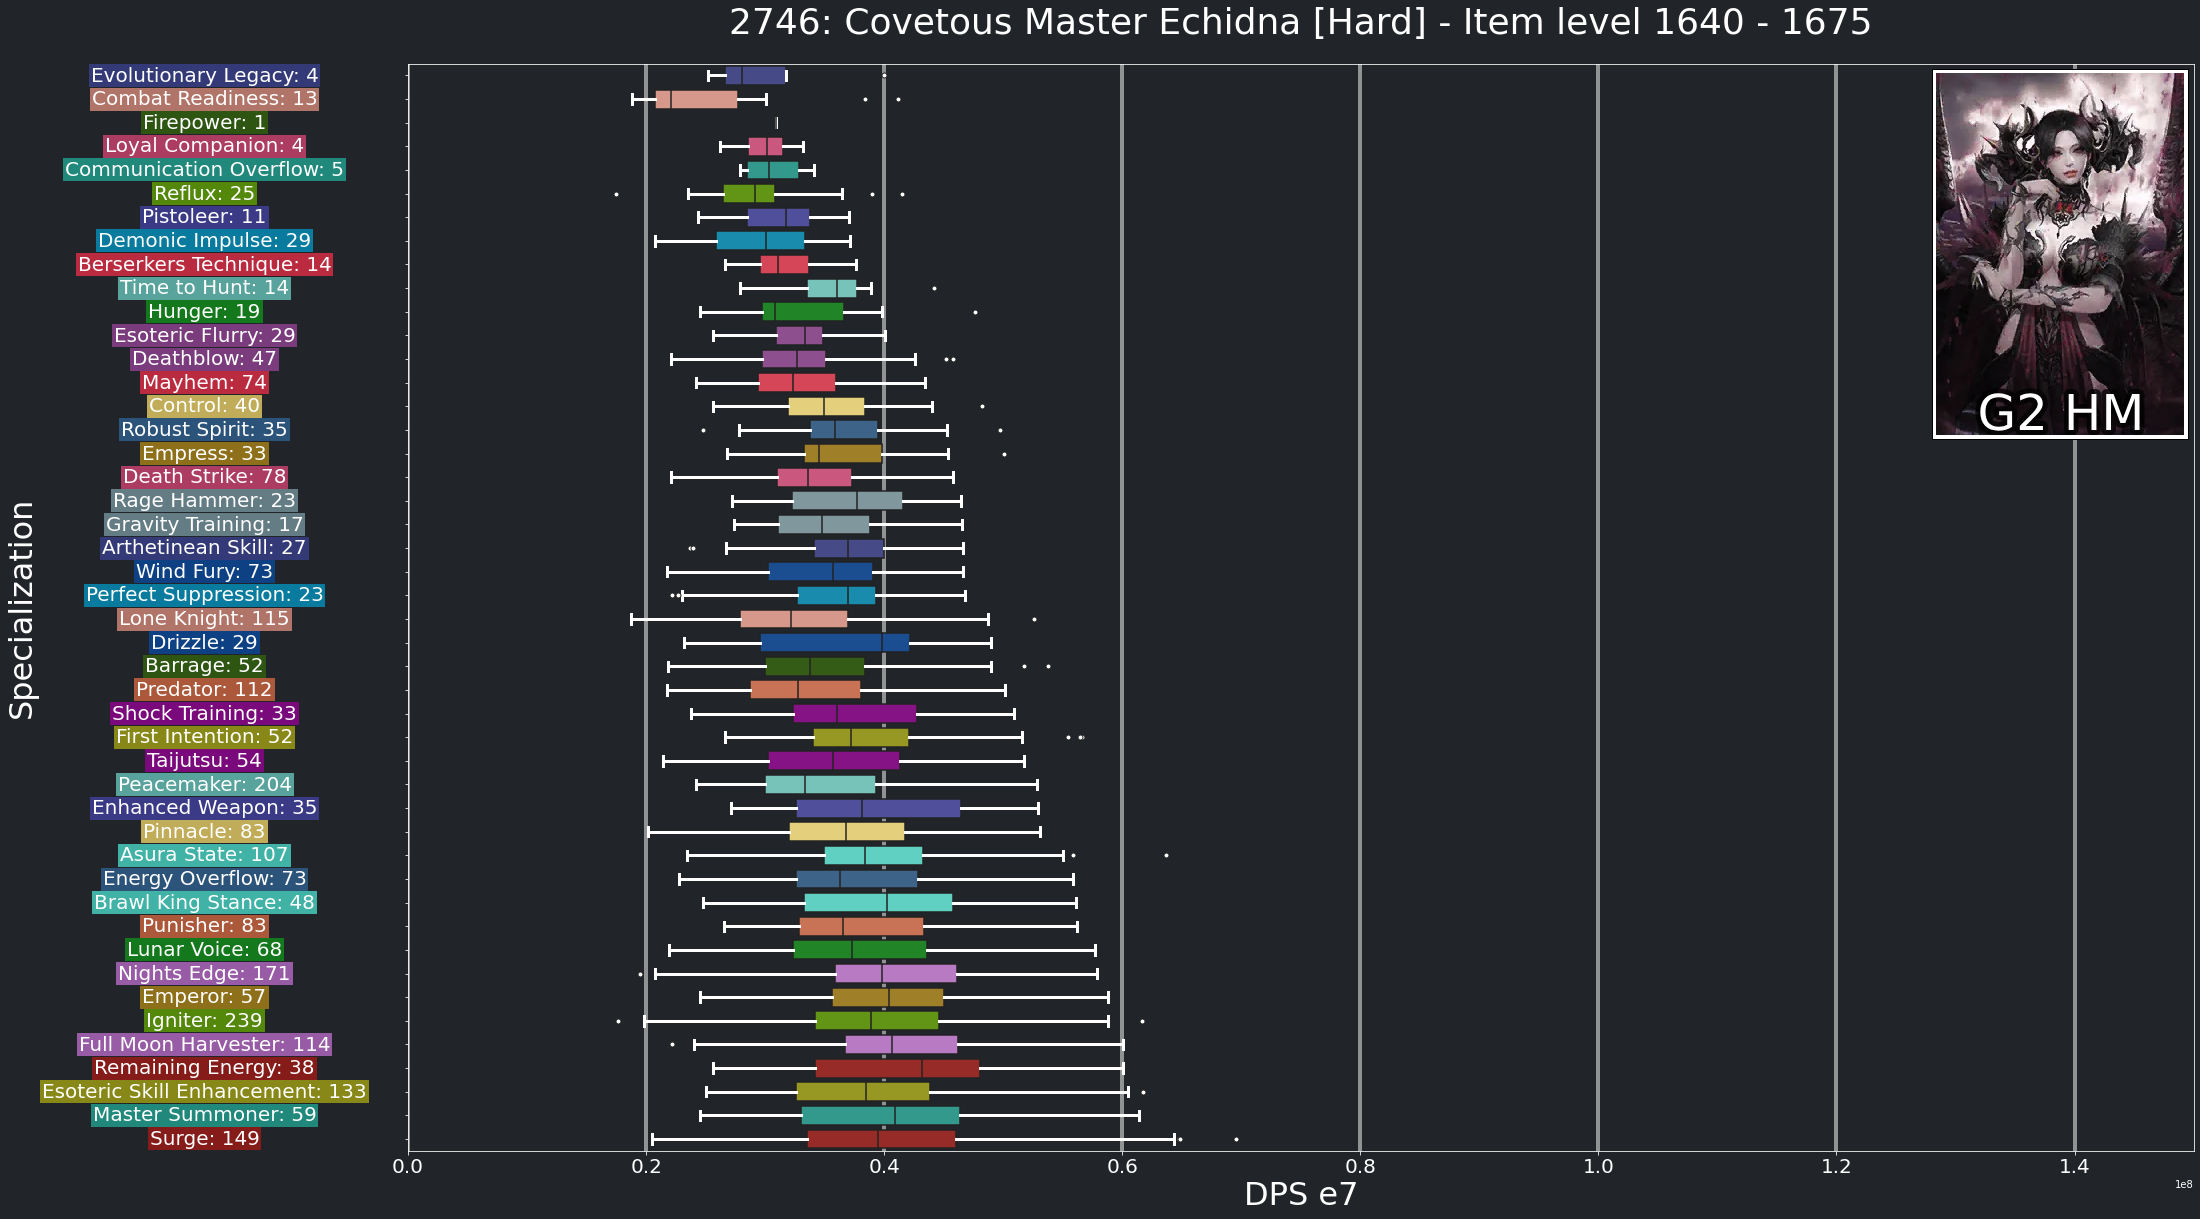 2746: Covetous Master Echidna [Hard] - Item level 1640 - 1675
Evolutionary Legacy: 4
Combat Readiness: 13
Firepower: 1
Loyal Companion: 4
Communication Overflow: 5
Reflux: 25
Pistoleer: 11
Demonic Impulse: 29
Berserkers Technique: 14
Time to Hunt: 14
Hunger: 19
Esoteric Flurry: 29
Deathblow: 47
Mayhem: 74
Control: 40
Robust Spirit: 35
Empress: 33
Death Strike: 78
Rage Hammer: 23
Gravity Training: 17
Arthetinean Skill: 27
Wind Fury: 73
Perfect Suppression: 23
Lone Knight: 115
Drizzle: 29
Barrage: 52
Predator: 112
Shock Training: 33
First Intention: 52
Taijutsu: 54
Peacemaker: 204
Enhanced Weapon: 35
Pinnacle: 83
Asura State: 107
Energy Overflow: 73
Brawl King Stance: 48
Punisher: 83
Lunar Voice: 68
Nights Edge: 171
Emperor: 57
Igniter: 239
Full Moon Harvester: 114
Remaining Energy: 38
Esoteric Skill Enhancement: 133
Master Summoner: 59
Surge: 149
Specialization
G2 HM
0.0 0.2 0.4 0.6 0.8 1.0 1.2 1.4
DPS e7
1e8